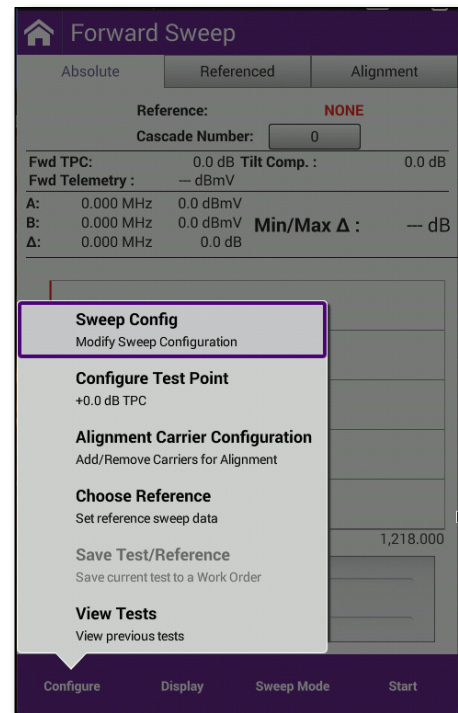 Forward Sweep
Absolute Referenced Alignment
Reference: NONE
Cascade Number: 0
Fwd TPC: 0.0 dB Tilt Comp. : 0.0 dB
Fwd Telemetry : --- dBmV
A: 0.000 MHz 0.0 dBmV
B: 0.000 MHz 0.0 dBmV Min/Max Δ : --- dB
Δ: 0.000 MHz 0.0 dB
Sweep Config
Modify Sweep Configuration
Configure Test Point
+0.0 dB TPC
Alignment Carrier Configuration
Add/Remove Carriers for Alignment
Choose Reference
Set reference sweep data
1,218.000
Save Test/Reference
Save current test to a Work Order
View Tests
View previous tests
Configure Display Sweep Mode Start